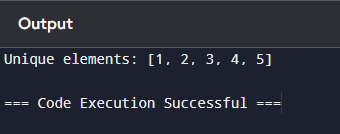 Output
Unique elements: [1, 2, 3, 4, 5]
=== Code Execution Successful ===